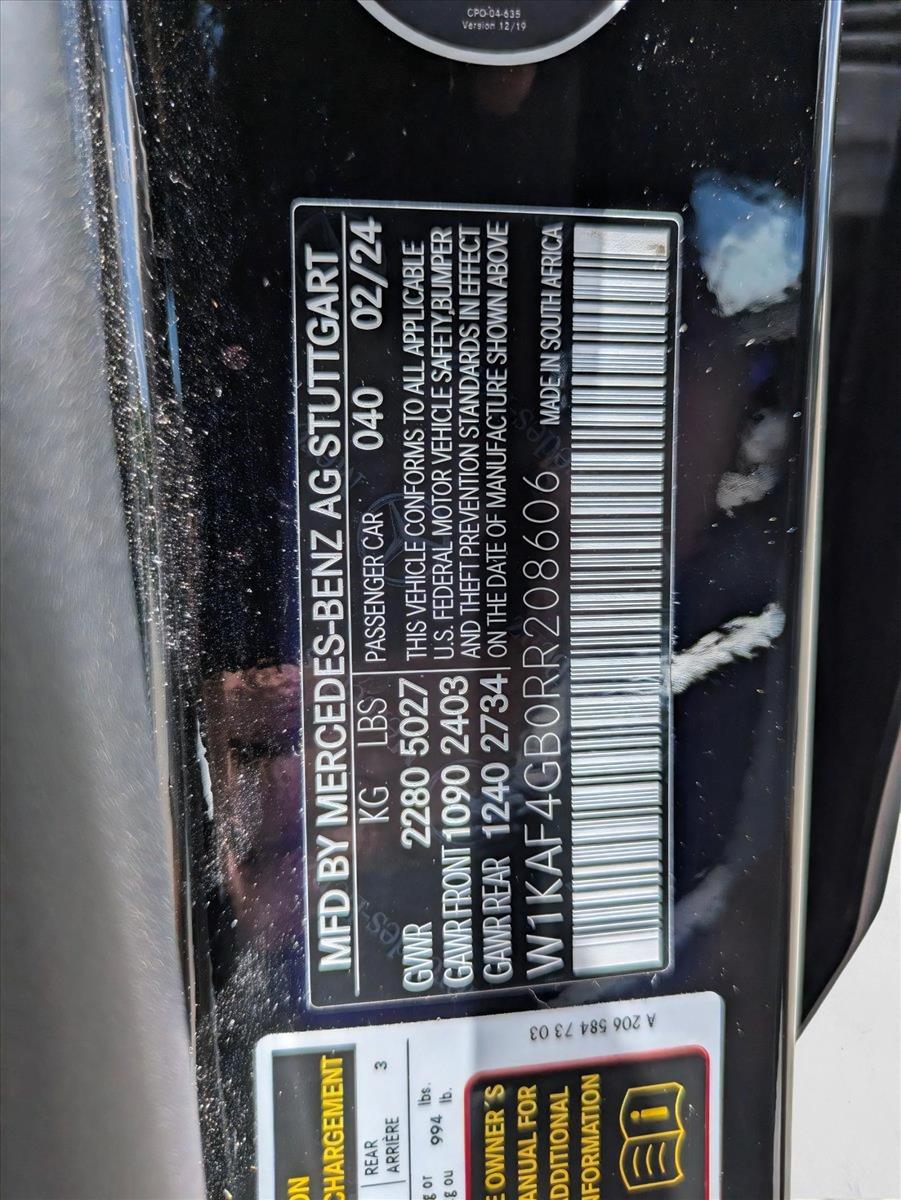 CPO-04-635
Version 12/19
MFD BY MERCEDES-BENZ AG STUTTGART
KG LBS PASSENGER CAR 040 02/24
GVWR 2280 5027 THIS VEHICLE CONFORMS TO ALL APPLICABLE
GAWR FRONT 1090 2403 U.S. FEDERAL MOTOR VEHICLE SAFETY,BUMPER
GAWR REAR 1240 2734 AND THEFT PREVENTION STANDARDS IN EFFECT
ON THE DATE OF MANUFACTURE SHOWN ABOVE
W1KAF4GB0RR208606 MADE IN SOUTH AFRICA
CHARGEMENT
REAR
ARRIÈRE 3
or 994 lbs.
ou lb.
A 206 584 73 03
OWNER'S
MANUAL FOR
ADDITIONAL
INFORMATION